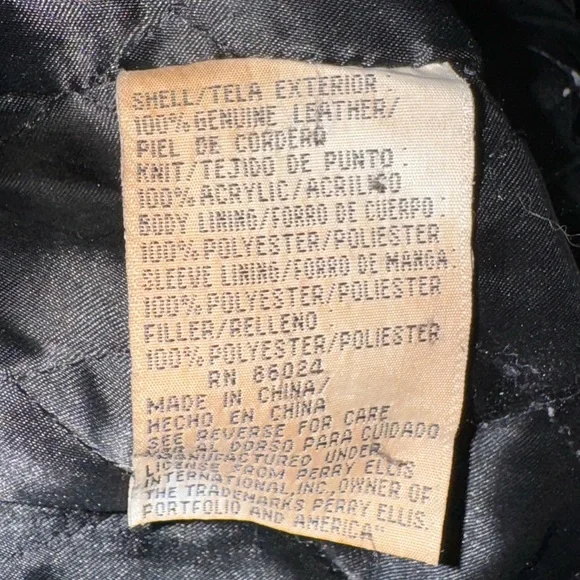 SHELL/TELA EXTERIOR:
100% GENUINE LEATHER/
PIEL DE CORDERO
KNIT/TEJIDO DE PUNTO:
100% ACRYLIC/ACRILICO
BODY LINING/FORRO DE CUERPO:
100% POLYESTER/POLIESTER
SLEEVE LINING/FORRO DE MANGA:
100% POLYESTER/POLIESTER
FILLER/RELLENO:
100% POLYESTER/POLIESTER
RN 86024
MADE IN CHINA/
HECHO EN CHINA
SEE REVERSE FOR CARE
VEA AL DORSO PARA CUIDADO
MANUFACTURED UNDER
LICENSE FROM PERRY ELLIS
INTERNATIONAL,INC,OWNER OF
THE TRADEMARKS PERRY ELLIS,
PORTFOLIO AND AMERICA"